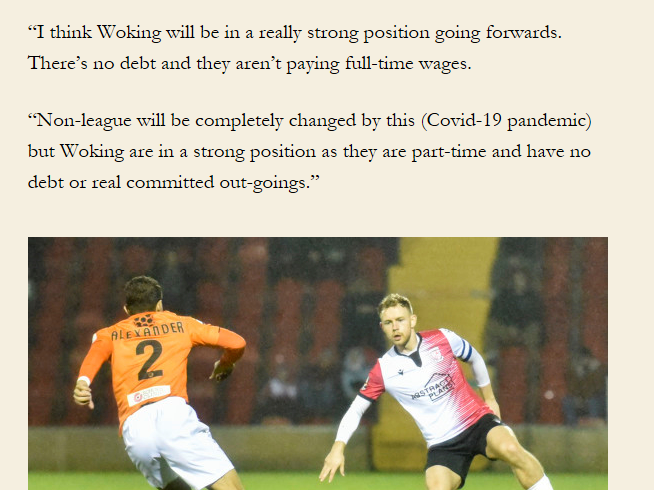 “I think Woking will be in a really strong position going forwards.
There’s no debt and they aren’t paying full-time wages.
“Non-league will be completely changed by this (Covid-19 pandemic)
but Woking are in a strong position as they are part-time and have no
debt or real committed out-goings.”
ALEXANDER
2